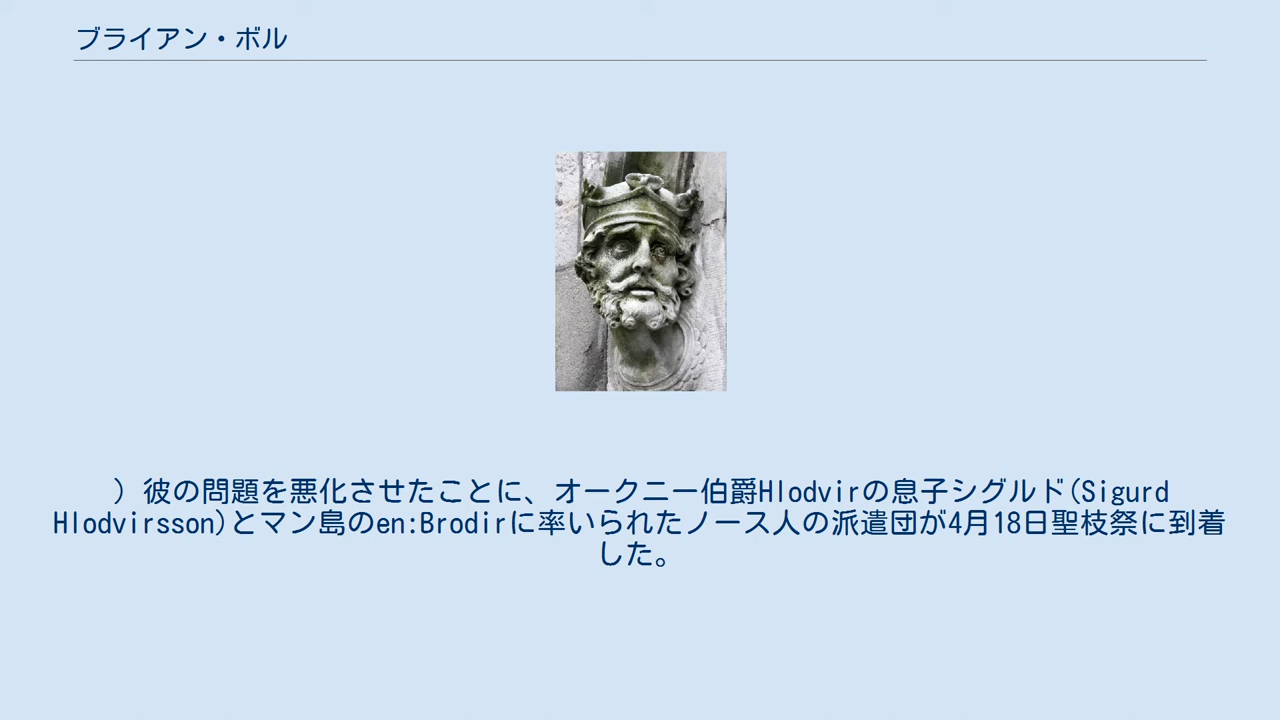 ブライアン・ボル
）彼の問題を悪化させたことに、オークニー伯爵Hlodvirの息子シグルド(Sigurd
Hlodvirsson)とマン島のen:Brodirに率いられたノース人の派遣団が4月18日聖枝祭に到着
した。